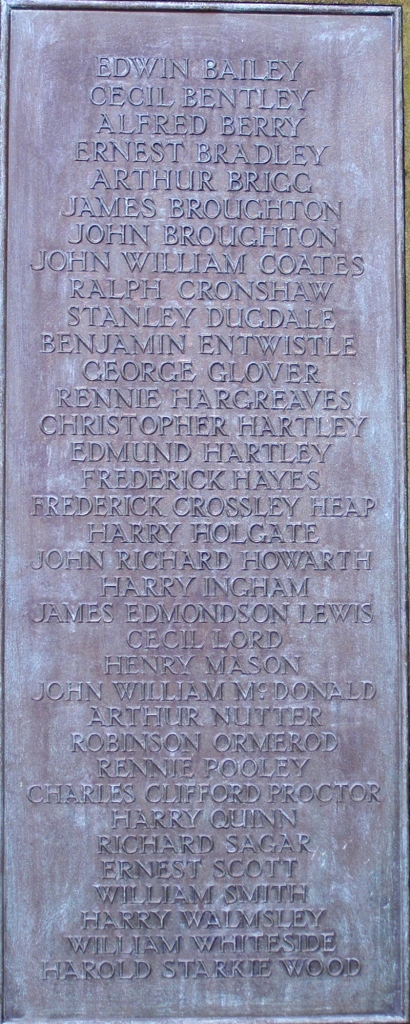 EDWIN BAILEY
CECIL BENTLEY
ALFRED BERRY
ERNEST BRADLEY
ARTHUR BRIGG
JAMES BROUGHTON
JOHN BROUGHTON
JOHN WILLIAM COATES
RALPH CRONSHAW
STANLEY DUGDALE
BENJAMIN ENTWISTLE
GEORGE GLOVER
RENNIE HARGREAVES
CHRISTOPHER HARTLEY
EDMUND HARTLEY
FREDERICK HAYES
FREDERICK CROSSLEY HEAP
HARRY HOLGATE
JOHN RICHARD HOWARTH
HARRY INGHAM
JAMES EDMONDSON LEWIS
CECIL LORD
HENRY MASON
JOHN WILLIAM McDONALD
ARTHUR NUTTER
ROBINSON ORMEROD
RENNIE POOLEY
CHARLES CLIFFORD PROCTOR
HARRY QUINN
RICHARD SAGAR
ERNEST SCOTT
WILLIAM SMITH
HARRY WALMSLEY
WILLIAM WHITESIDE
HAROLD STARKIE WOOD